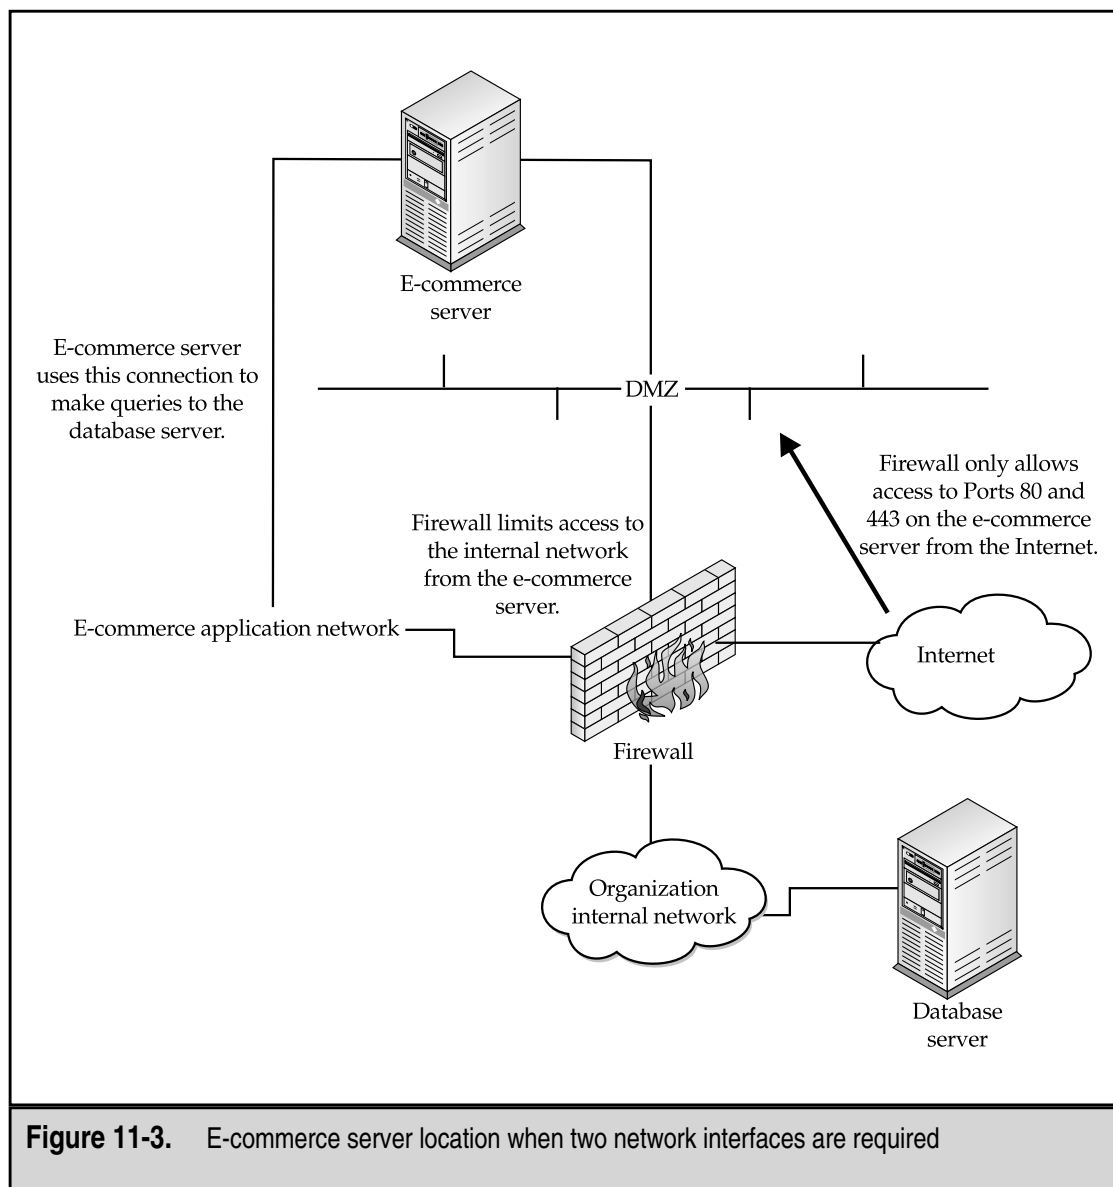 E-commerce
server
E-commerce server
uses this connection to
make queries to the
database server.
DMZ
Firewall only allows
access to Ports 80 and
443 on the e-commerce
server from the Internet.
Firewall limits access to
the internal network
from the e-commerce
server.
E-commerce application network
Internet
Firewall
Organization
internal network
Database
server
Figure 11-3. E-commerce server location when two network interfaces are required